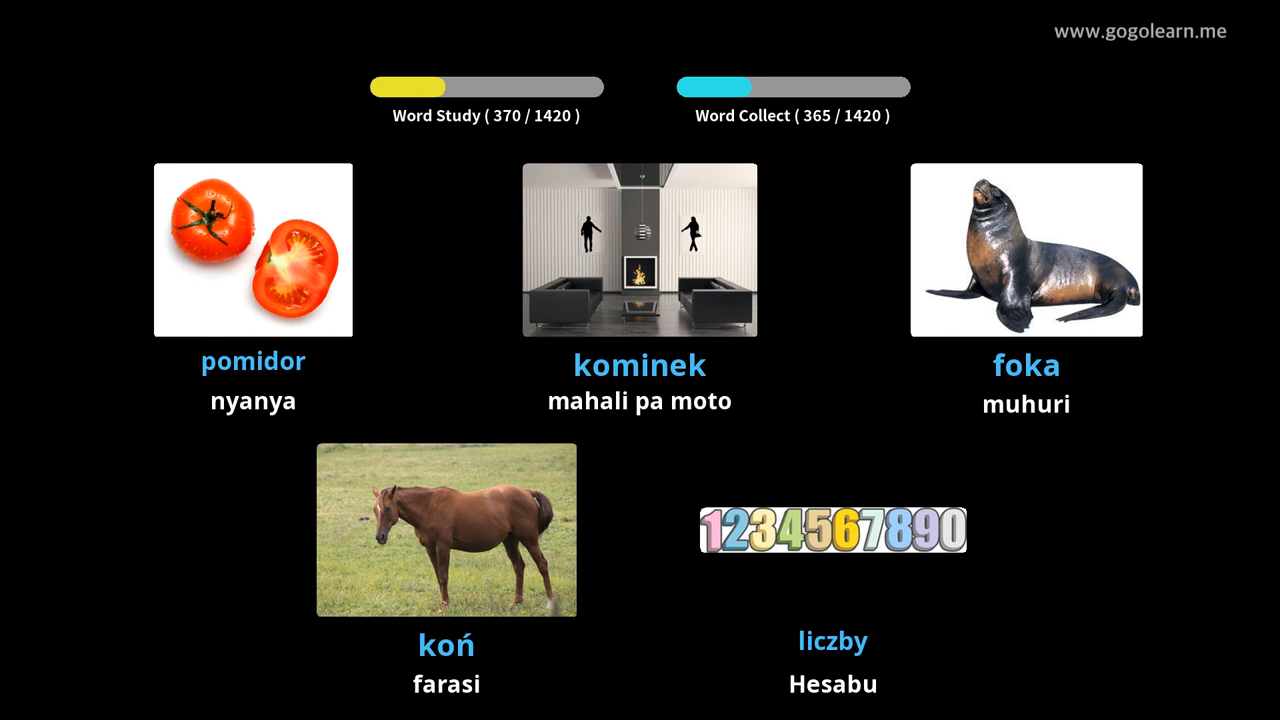 www.gogolearn.me
Word Study ( 370 / 1420 )
Word Collect ( 365 / 1420 )
pomidor
nyanya
kominek
mahali pa moto
foka
muhuri
koń
farasi
1234567890
liczby
Hesabu